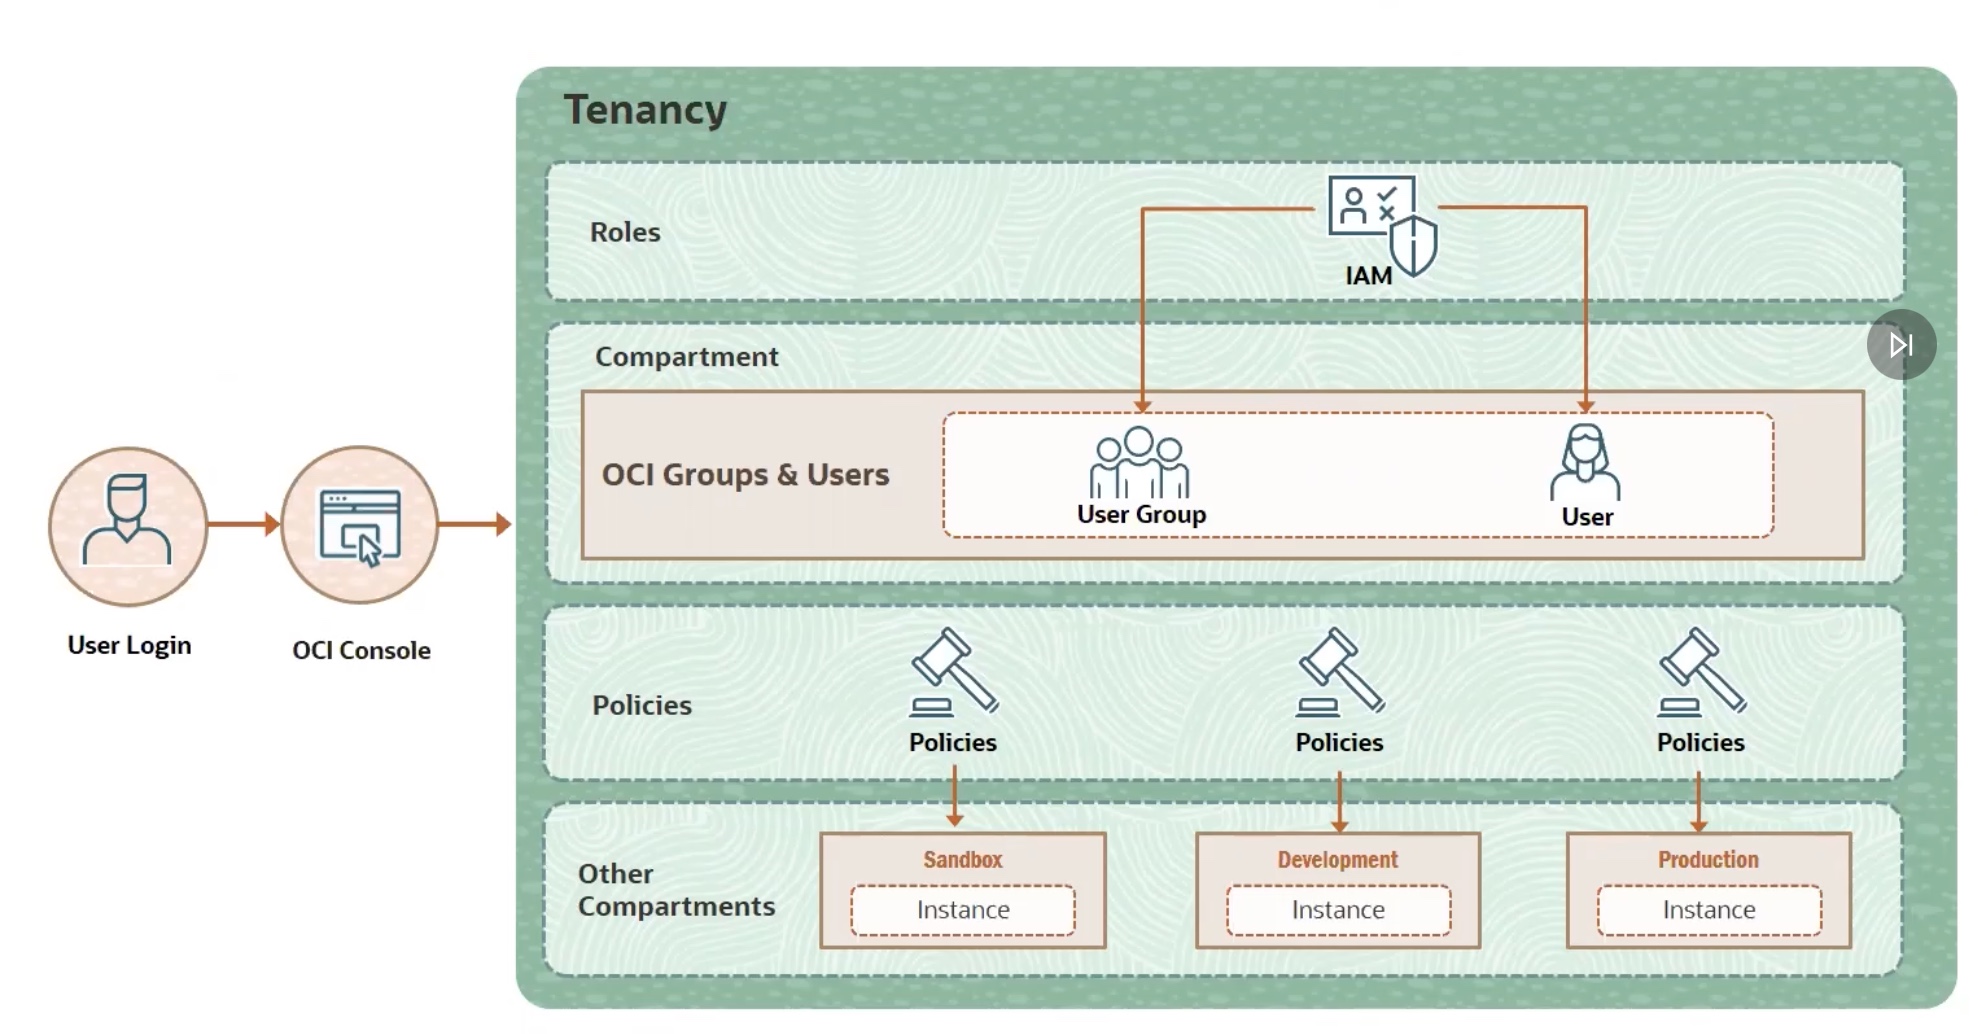 Tenancy
Roles
IAM
Compartment
OCI Groups & Users
User Group
User
User Login
OCI Console
Policies
Policies
Policies
Policies
Other
Compartments
Sandbox
Instance
Development
Instance
Production
Instance